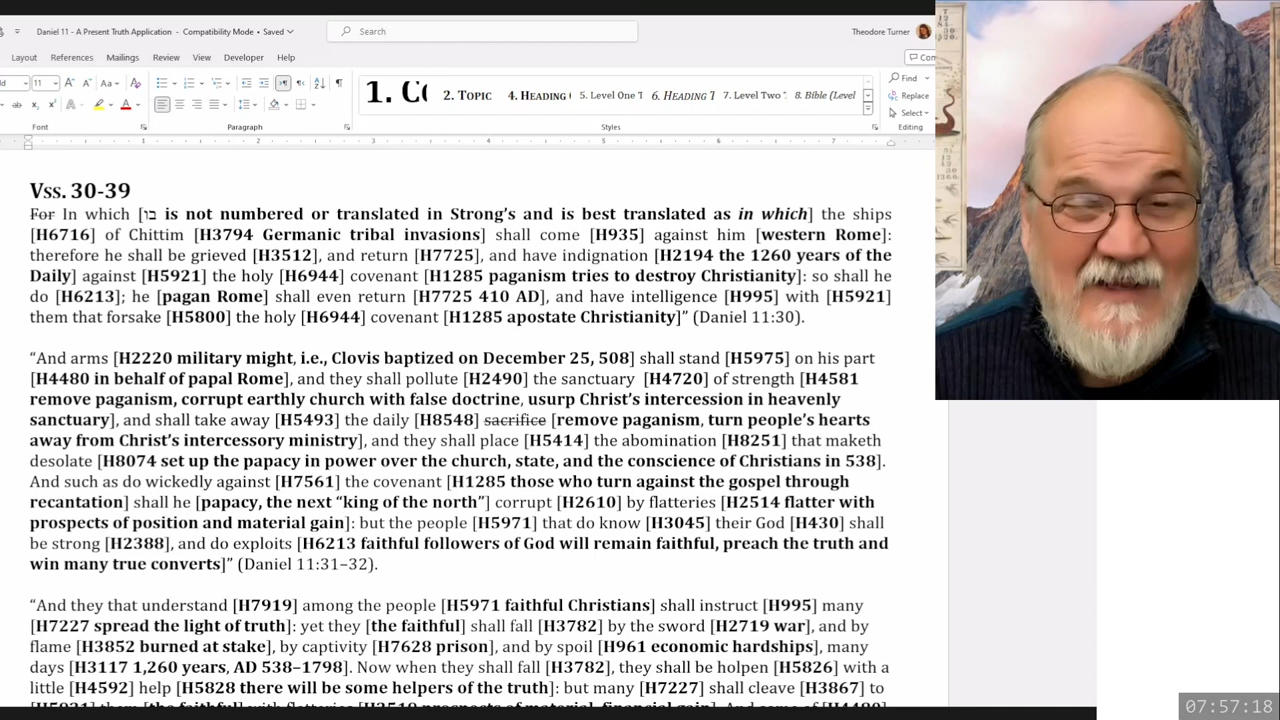 Daniel 11 - A Present Truth Application - Compatibility Mode • Saved
Search
Theodore Turner
Layout References Mailings Review View Developer Help
11
Aa
1. 2. TOPIC 4. HEADING 5. Level One 6. HEADING 7. Level Two 8. Bible (Level
Find
Replace
Select
Font Paragraph Styles Editing
1 2 3 4 5 6 7
Vss. 30-39
For In which [בו is not numbered or translated in Strong’s and is best translated as in which] the ships
[H6716] of Chittim [H3794 Germanic tribal invasions] shall come [H935] against him [western Rome]:
therefore he shall be grieved [H3512], and return [H7725], and have indignation [H2194 the 1260 years of the
Daily] against [H5921] the holy [H6944] covenant [H1285 paganism tries to destroy Christianity]: so shall he
do [H6213]; he [pagan Rome] shall even return [H7725 410 AD], and have intelligence [H995] with [H5921]
them that forsake [H5800] the holy [H6944] covenant [H1285 apostate Christianity]” (Daniel 11:30).
“And arms [H2220 military might, i.e., Clovis baptized on December 25, 508] shall stand [H5975] on his part
[H4480 in behalf of papal Rome], and they shall pollute [H2490] the sanctuary [H4720] of strength [H4581
remove paganism, corrupt earthly church with false doctrine, usurp Christ’s intercession in heavenly
sanctuary], and shall take away [H5493] the daily [H8548] sacrifice [remove paganism, turn people’s hearts
away from Christ’s intercessory ministry], and they shall place [H5414] the abomination [H8251] that maketh
desolate [H8074 set up the papacy in power over the church, state, and the conscience of Christians in 538].
And such as do wickedly against [H7561] the covenant [H1285 those who turn against the gospel through
recantation] shall he [papacy, the next “king of the north”] corrupt [H2610] by flatteries [H2514 flatter with
prospects of position and material gain]: but the people [H5971] that do know [H3045] their God [H430] shall
be strong [H2388], and do exploits [H6213 faithful followers of God will remain faithful, preach the truth and
win many true converts]” (Daniel 11:31–32).
“And they that understand [H7919] among the people [H5971 faithful Christians] shall instruct [H995] many
[H7227 spread the light of truth]: yet they [the faithful] shall fall [H3782] by the sword [H2719 war], and by
flame [H3852 burned at stake], by captivity [H7628 prison], and by spoil [H961 economic hardships], many
days [H3117 1,260 years, AD 538–1798]. Now when they shall fall [H3782], they shall be holpen [H5826] with a
little [H4592] help [H5828 there will be some helpers of the truth]: but many [H7227] shall cleave [H3867] to
07:57:18